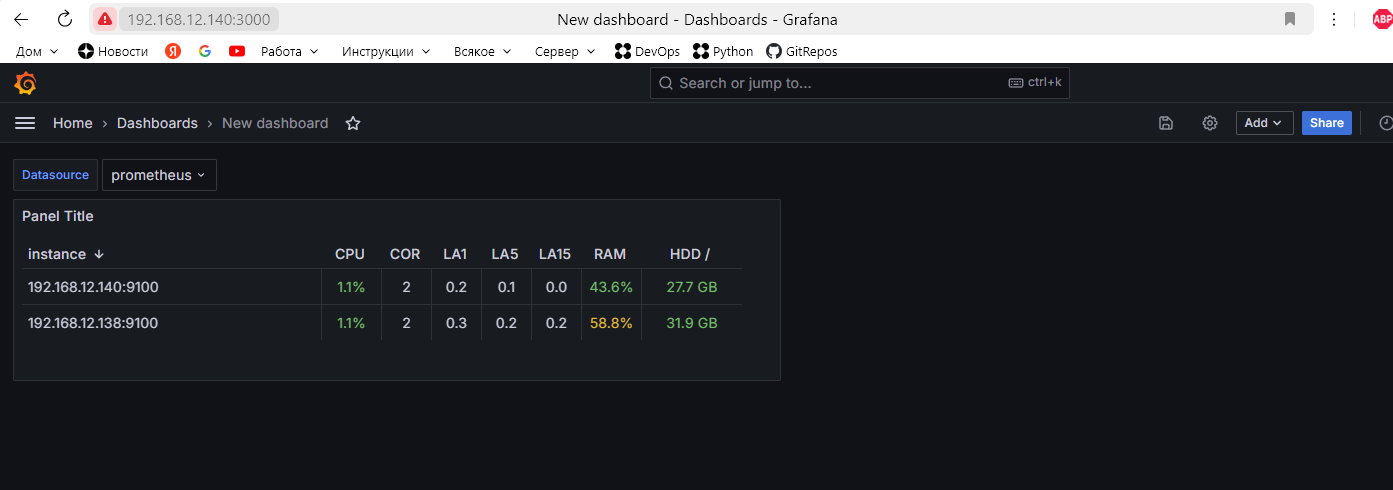 192.168.12.140:3000 New dashboard - Dashboards - Grafana ABP
Дом Новости Я G Работа Инструкции Всякое Сервер DevOps Python GitRepos
Search or jump to... ctrl+k
Home › Dashboards › New dashboard Add Share
Datasource prometheus
Panel Title
instance ↓ CPU COR LA1 LA5 LA15 RAM HDD /
192.168.12.140:9100 1.1% 2 0.2 0.1 0.0 43.6% 27.7 GB
192.168.12.138:9100 1.1% 2 0.3 0.2 0.2 58.8% 31.9 GB